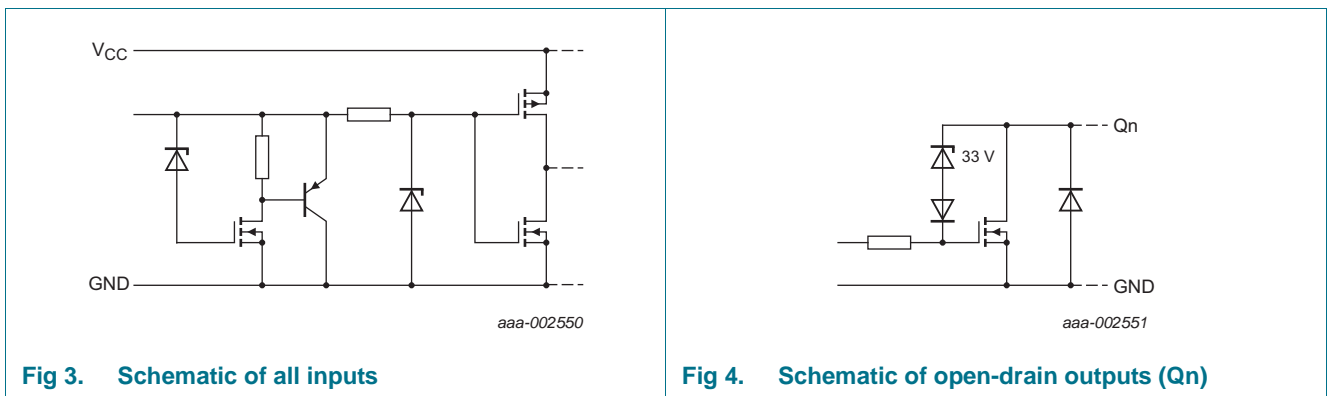 VCC
GND
aaa-002550
Fig 3. Schematic of all inputs
Qn
33 V
GND
aaa-002551
Fig 4. Schematic of open-drain outputs (Qn)